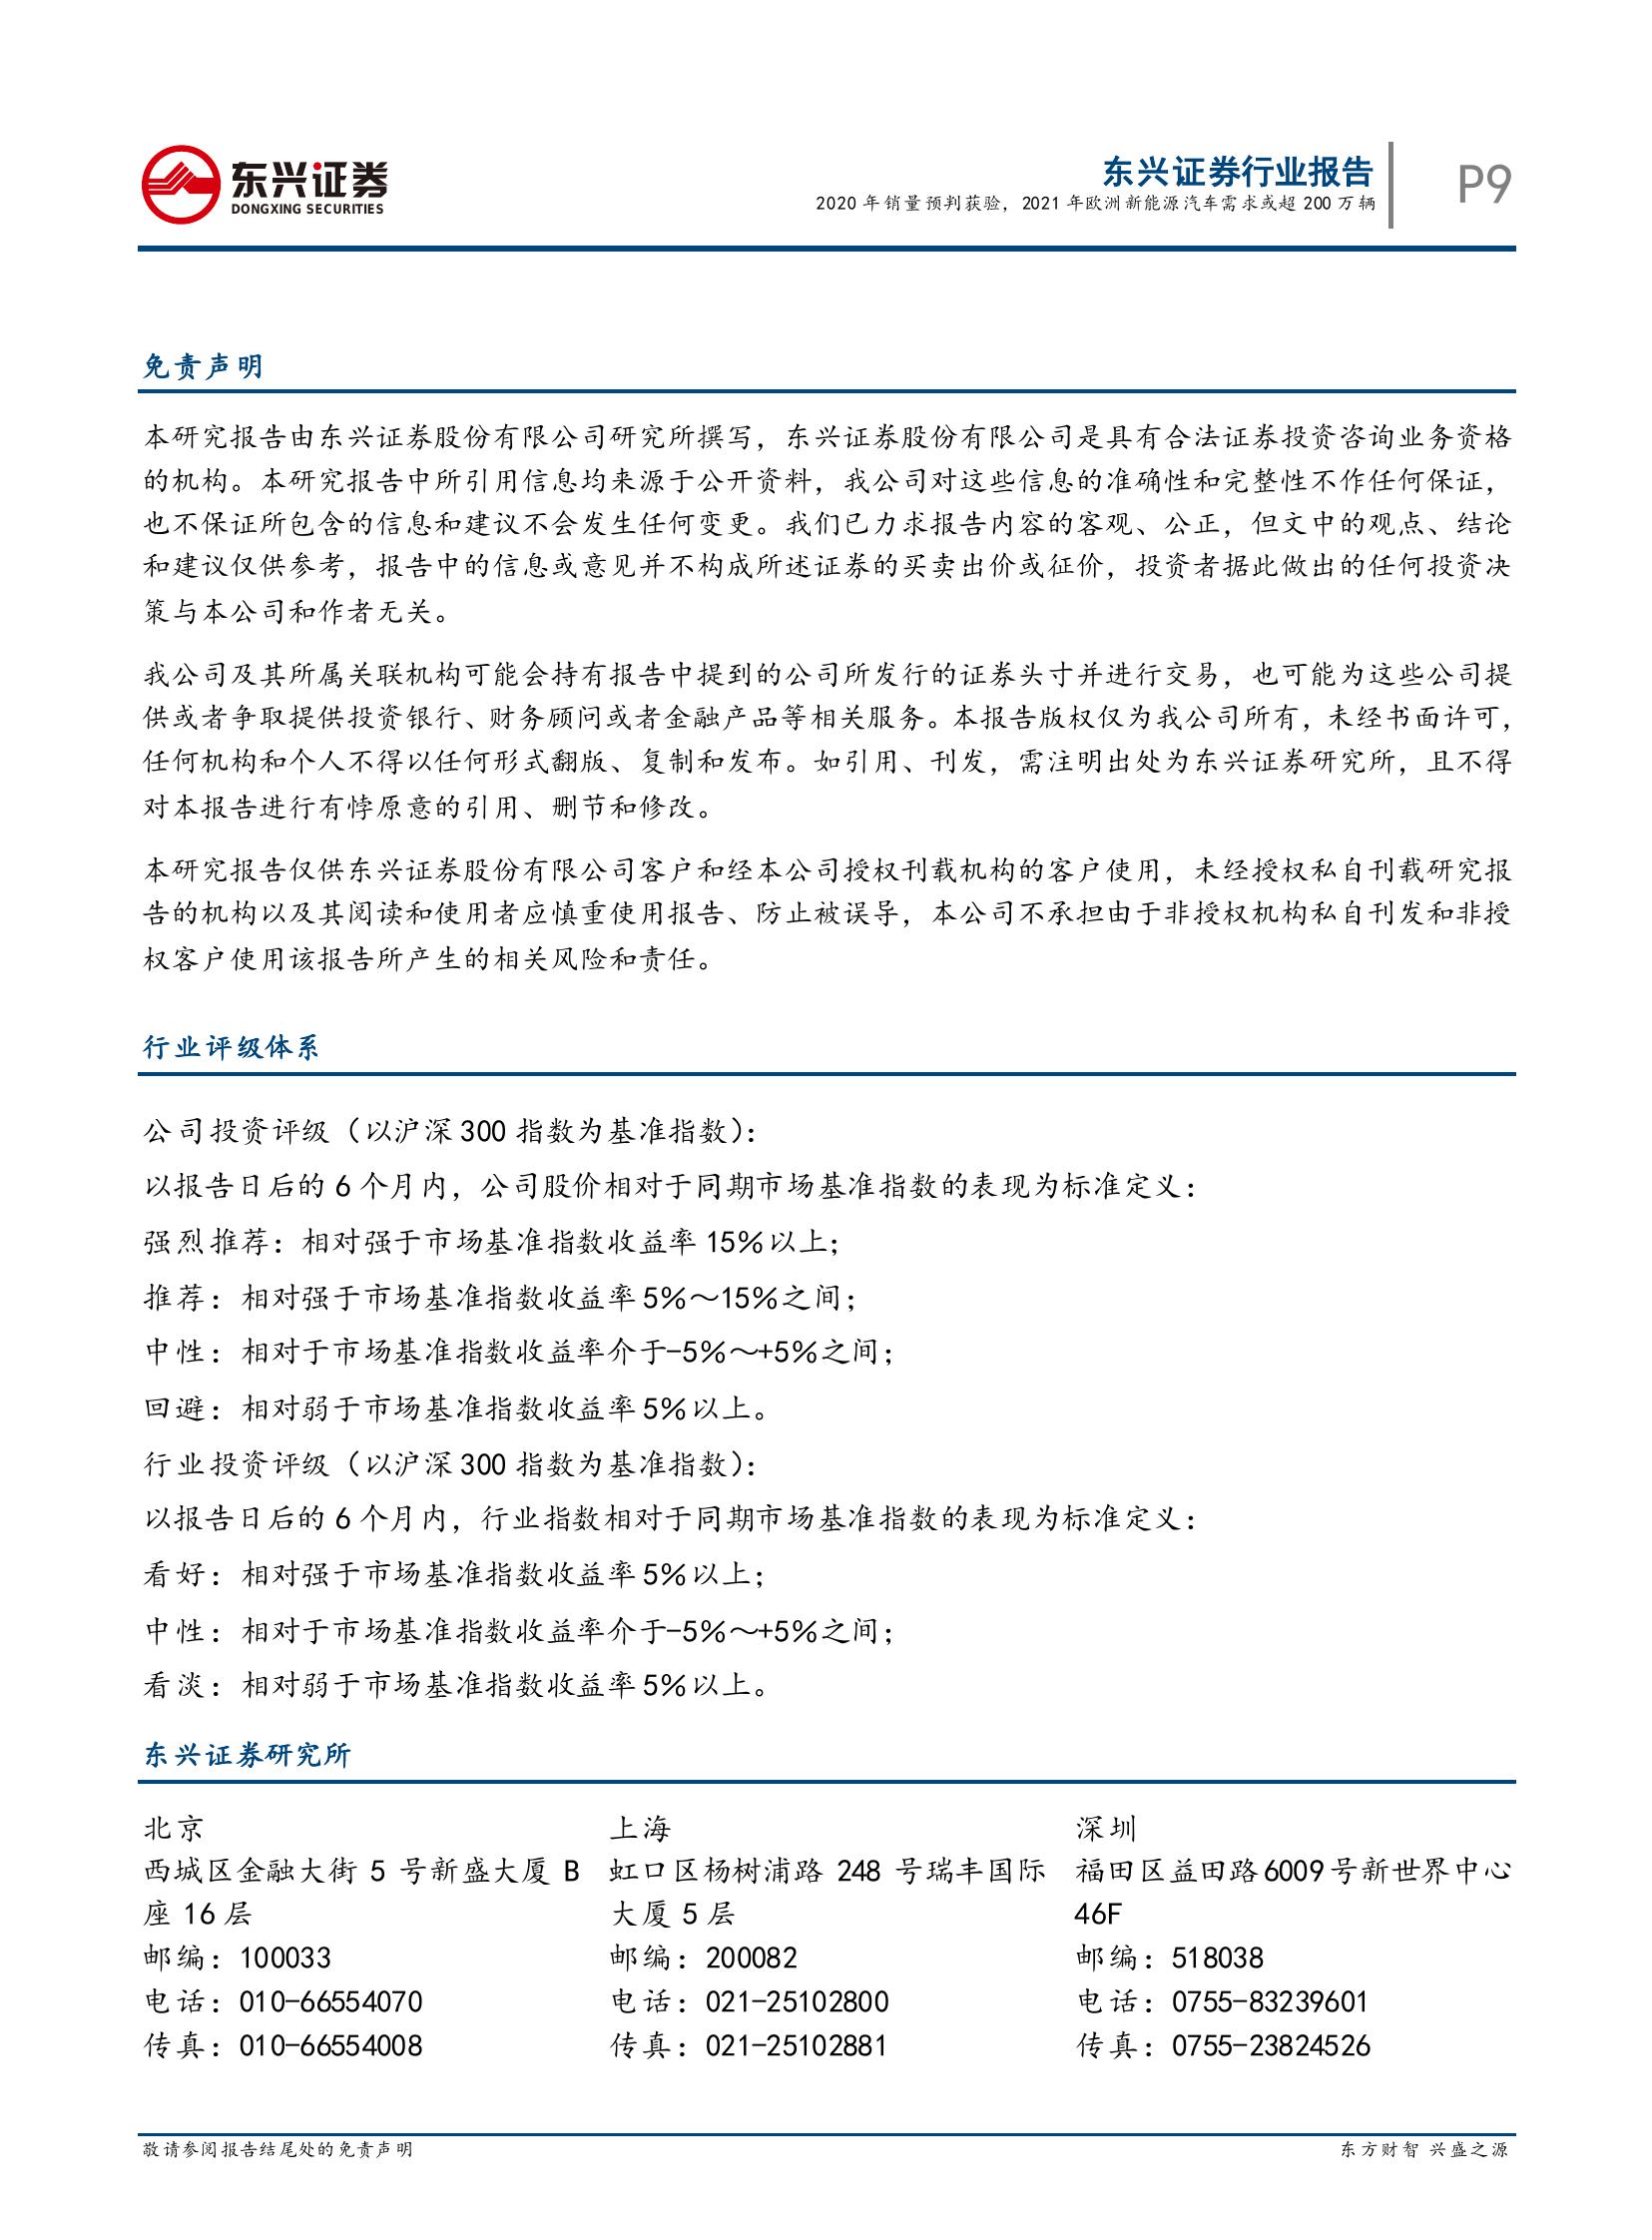 东兴证券
DONGXING SECURITIES
东兴证券行业报告
2020 年销量预判获验，2021 年欧洲新能源汽车需求或超 200 万辆
P9
免责声明
本研究报告由东兴证券股份有限公司研究所撰写，东兴证券股份有限公司是具有合法证券投资咨询业务资格
的机构。本研究报告中所引用信息均来源于公开资料，我公司对这些信息的准确性和完整性不作任何保证，
也不保证所包含的信息和建议不会发生任何变更。我们已力求报告内容的客观、公正，但文中的观点、结论
和建议仅供参考，报告中的信息或意见并不构成所述证券的买卖出价或征价，投资者据此做出的任何投资决
策与本公司和作者无关。
我公司及其所属关联机构可能会持有报告中提到的公司所发行的证券头寸并进行交易，也可能为这些公司提
供或者争取提供投资银行、财务顾问或者金融产品等相关服务。本报告版权仅为我公司所有，未经书面许可，
任何机构和个人不得以任何形式翻版、复制和发布。如引用、刊发，需注明出处为东兴证券研究所，且不得
对本报告进行有悖原意的引用、删节和修改。
本研究报告仅供东兴证券股份有限公司客户和经本公司授权刊载机构的客户使用，未经授权私自刊载研究报
告的机构以及其阅读和使用者应慎重使用报告、防止被误导，本公司不承担由于非授权机构私自刊发和非授
权客户使用该报告所产生的相关风险和责任。
行业评级体系
公司投资评级（以沪深 300 指数为基准指数）：
以报告日后的 6 个月内，公司股价相对于同期市场基准指数的表现为标准定义：
强烈推荐：相对强于市场基准指数收益率 15％以上；
推荐：相对强于市场基准指数收益率 5％～15％之间；
中性：相对于市场基准指数收益率介于-5％～+5％之间；
回避：相对弱于市场基准指数收益率 5％以上。
行业投资评级（以沪深 300 指数为基准指数）：
以报告日后的 6 个月内，行业指数相对于同期市场基准指数的表现为标准定义：
看好：相对强于市场基准指数收益率 5％以上；
中性：相对于市场基准指数收益率介于-5％～+5％之间；
看淡：相对弱于市场基准指数收益率 5％以上。
东兴证券研究所
北京
西城区金融大街 5 号新盛大厦 B
座 16 层
邮编：100033
电话：010-66554070
传真：010-66554008
上海
虹口区杨树浦路 248 号瑞丰国际
大厦 5 层
邮编：200082
电话：021-25102800
传真：021-25102881
深圳
福田区益田路6009号新世界中心
46F
邮编：518038
电话：0755-83239601
传真：0755-23824526
敬请参阅报告结尾处的免责声明
东方财智 兴盛之源